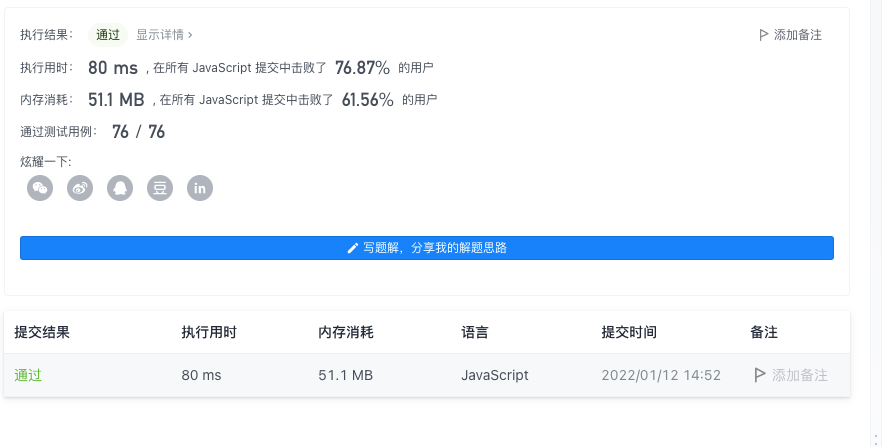 执行结果： 通过 显示详情 › 添加备注
执行用时： 80 ms , 在所有 JavaScript 提交中击败了 76.87% 的用户
内存消耗： 51.1 MB , 在所有 JavaScript 提交中击败了 61.56% 的用户
通过测试用例： 76 / 76
炫耀一下:
豆 in
写题解，分享我的解题思路
提交结果 执行用时 内存消耗 语言 提交时间 备注
通过 80 ms 51.1 MB JavaScript 2022/01/12 14:52 添加备注